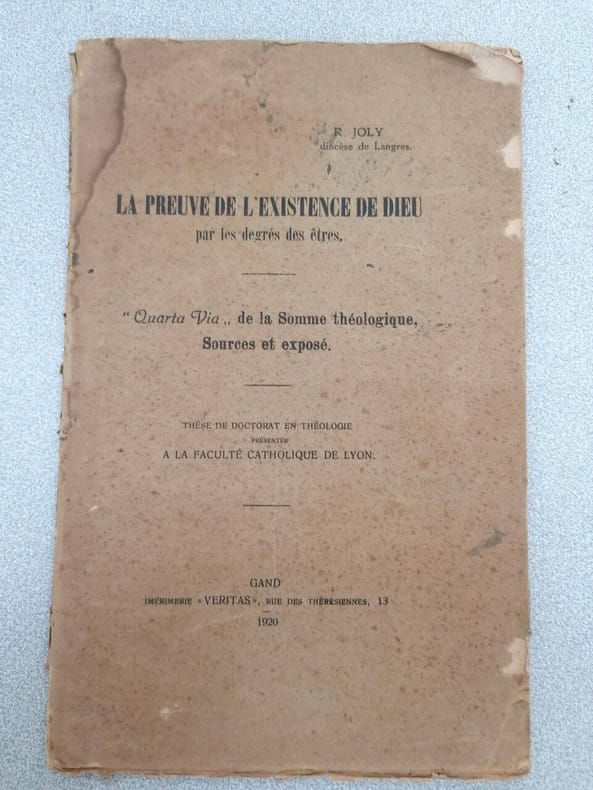 R. JOLY
diocèse de Langres.
LA PREUVE DE L'EXISTENCE DE DIEU
par les degrés des êtres.
“ Quarta Via „ de la Somme théologique,
Sources et exposé.
THÈSE DE DOCTORAT EN THÉOLOGIE
PRÉSENTÉE
A LA FACULTÉ CATHOLIQUE DE LYON.
GAND
IMPRIMERIE «VERITAS», RUE DES THÉRÉSIENNES, 13
1920